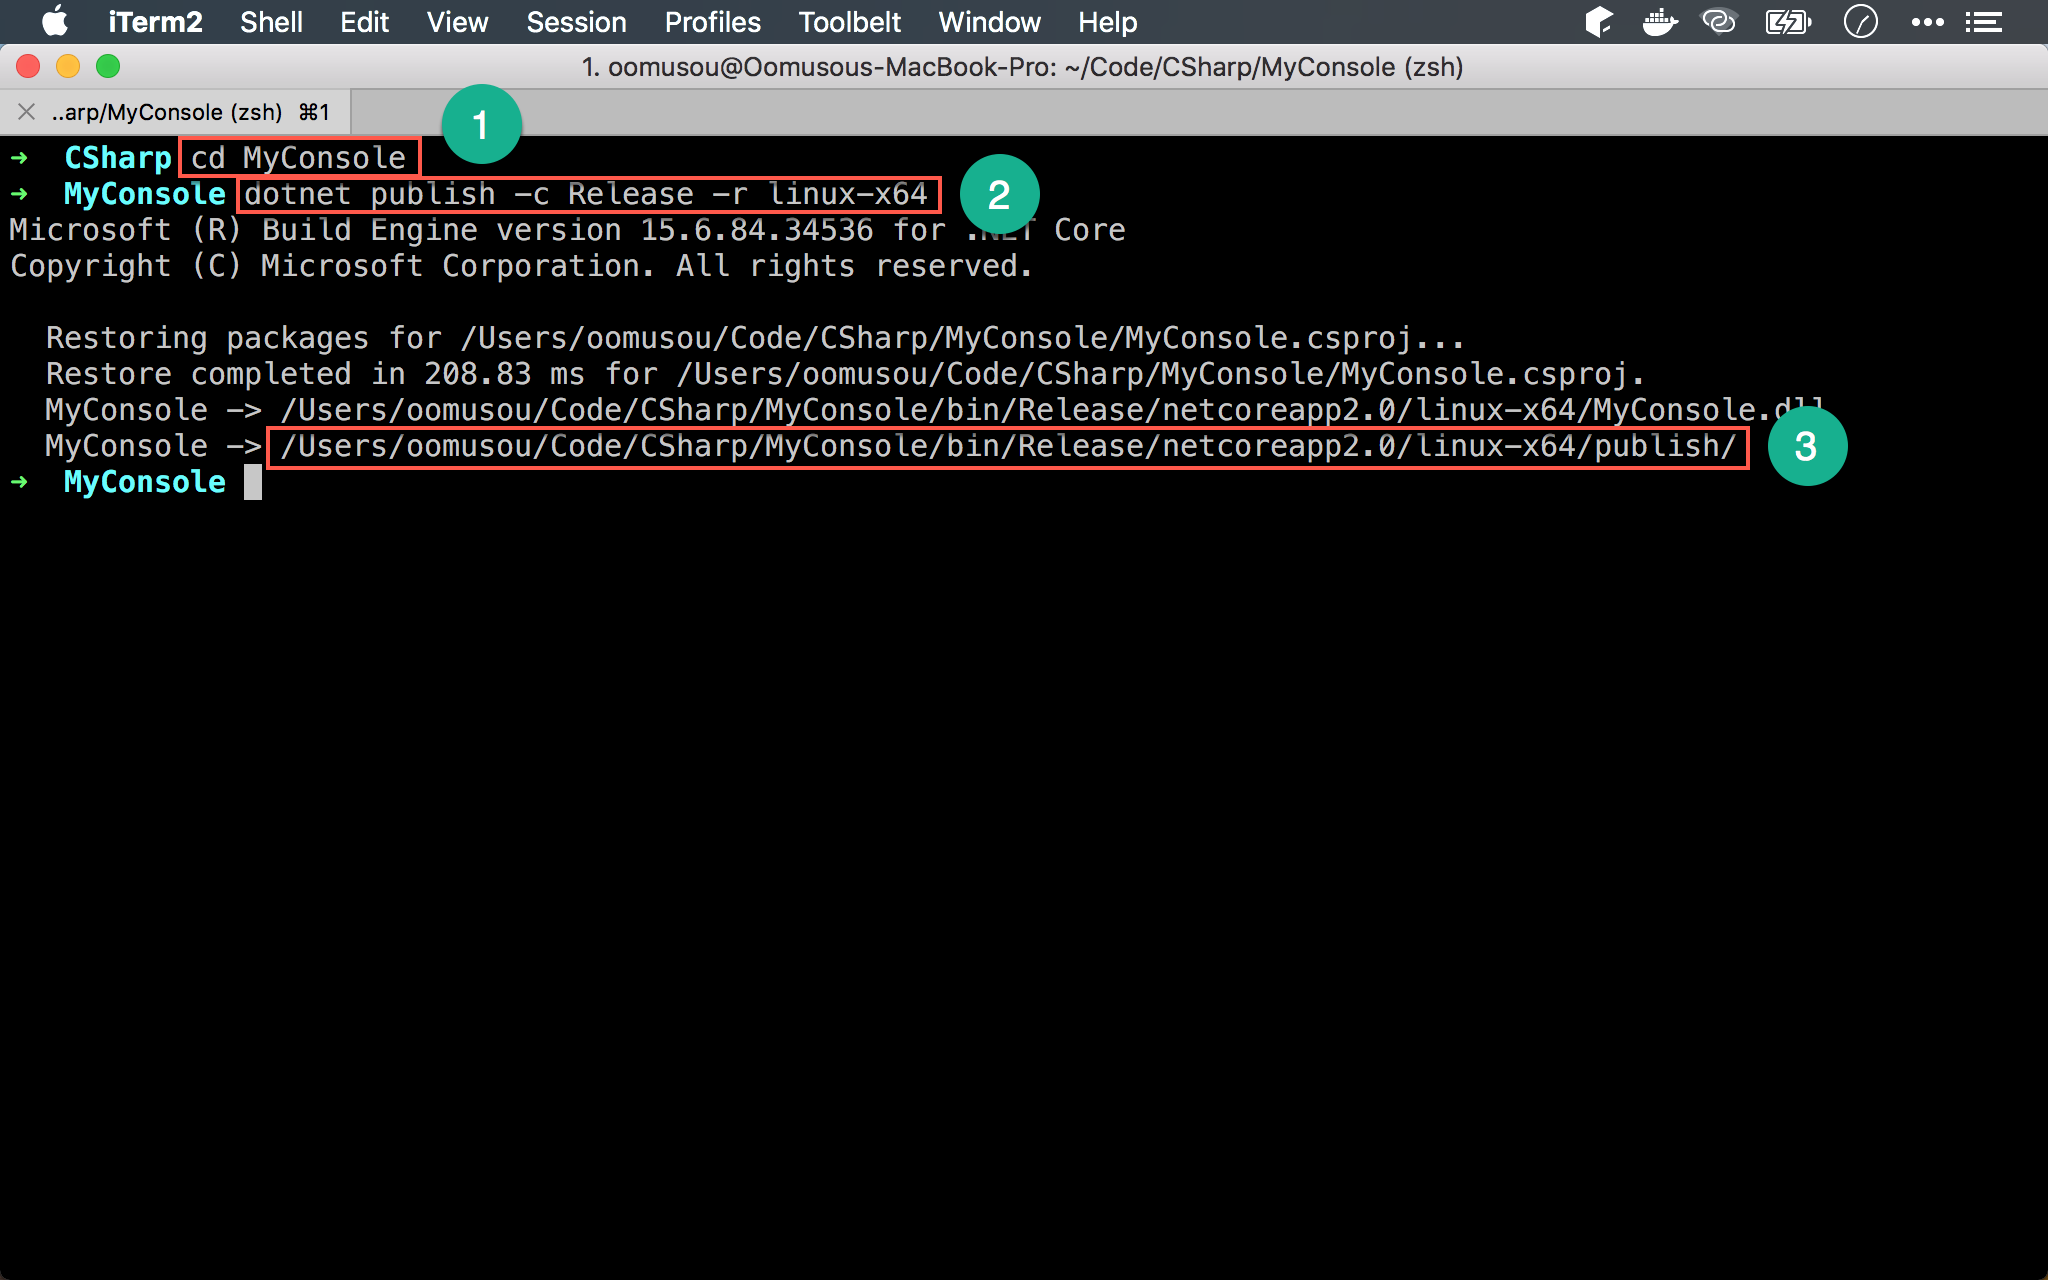 iTerm2 Shell Edit View Session Profiles Toolbelt Window Help
1. oomusou@Oomusous-MacBook-Pro: ~/Code/CSharp/MyConsole (zsh)
..arp/MyConsole (zsh) ⌘1
1
➜ CSharp cd MyConsole
➜ MyConsole dotnet publish -c Release -r linux-x64
2
Microsoft (R) Build Engine version 15.6.84.34536 for .NET Core
Copyright (C) Microsoft Corporation. All rights reserved.
Restoring packages for /Users/oomusou/Code/CSharp/MyConsole/MyConsole.csproj...
Restore completed in 208.83 ms for /Users/oomusou/Code/CSharp/MyConsole/MyConsole.csproj.
MyConsole -> /Users/oomusou/Code/CSharp/MyConsole/bin/Release/netcoreapp2.0/linux-x64/MyConsole.dll
MyConsole -> /Users/oomusou/Code/CSharp/MyConsole/bin/Release/netcoreapp2.0/linux-x64/publish/
3
➜ MyConsole